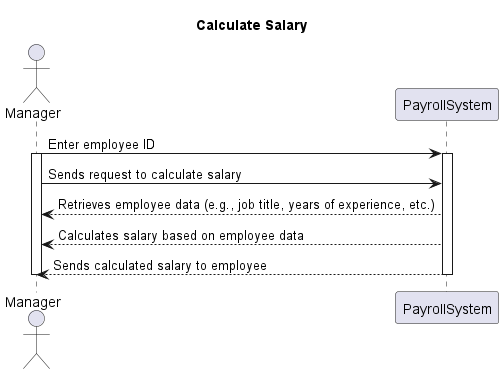 Calculate Salary
Manager
PayrollSystem
Enter employee ID
Sends request to calculate salary
Retrieves employee data (e.g., job title, years of experience, etc.)
Calculates salary based on employee data
Sends calculated salary to employee
Manager
PayrollSystem